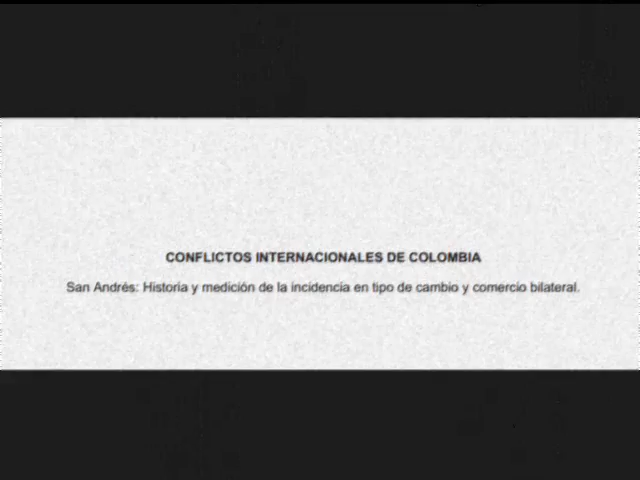 CONFLICTOS INTERNACIONALES DE COLOMBIA
San Andrés: Historia y medición de la incidencia en tipo de cambio y comercio bilateral.